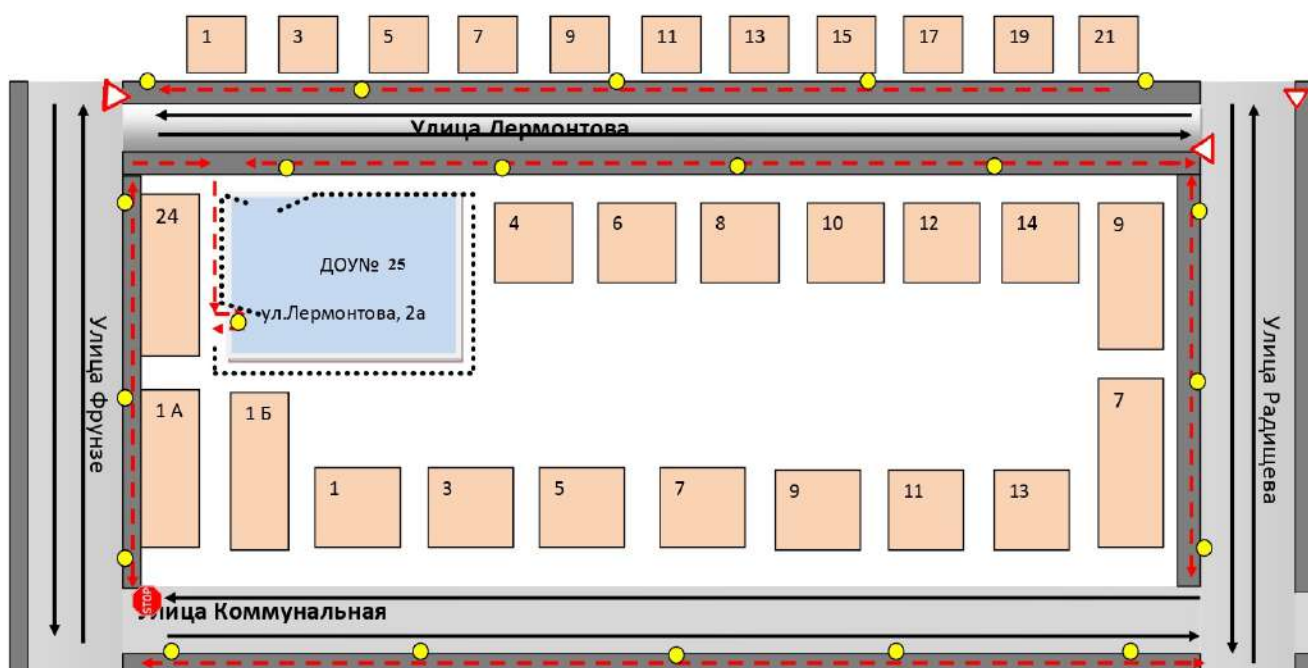 1 3 5 7 9 11 13 15 17 19 21
Улица Лермонтова
24
ДОУ№ 25
ул.Лермонтова, 2а
4 6 8 10 12 14 9
Улица Фрунзе
Улица Радищева
1 А 1 Б 7
1 3 5 7 9 11 13
STOP
Улица Коммунальная